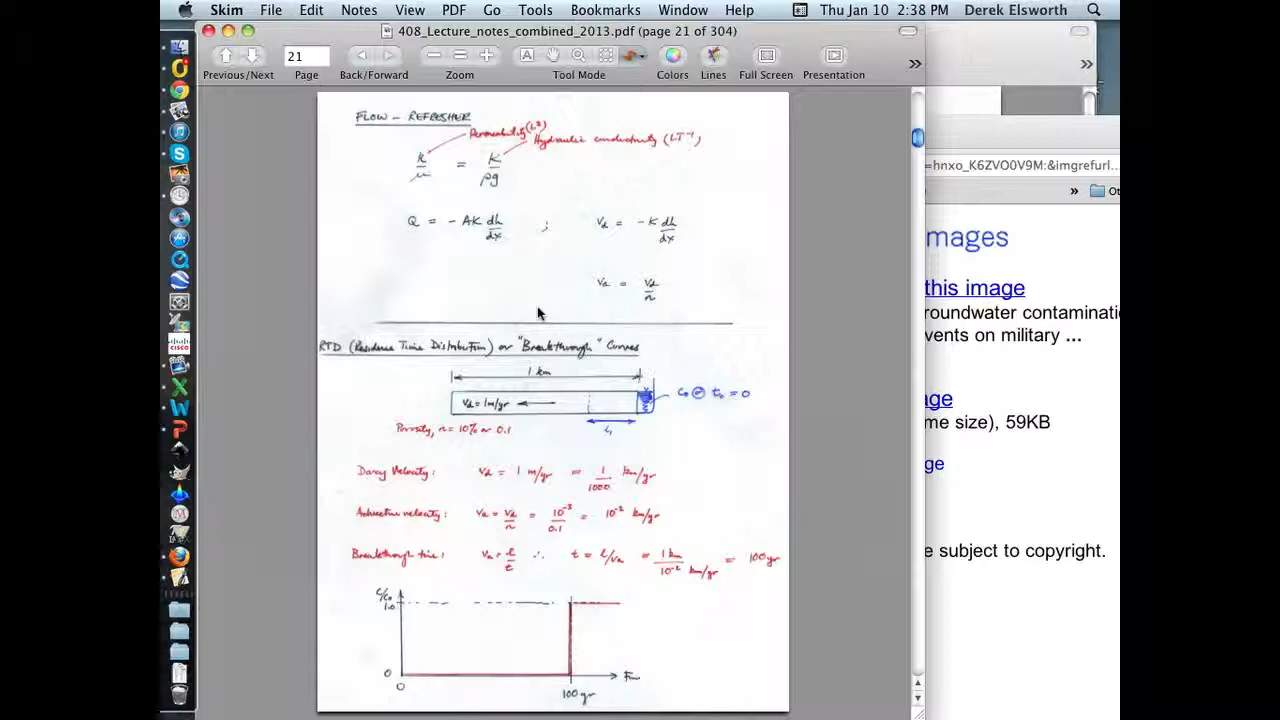 Skim File Edit Notes View PDF Go Tools Bookmarks Window Help Thu Jan 10 2:38 PM Derek Elsworth
408_Lecture_notes_combined_2013.pdf (page 21 of 304)
21
Previous/Next Page Back/Forward Zoom Tool Mode Colors Lines Full Screen Presentation
FLOW - REFRESHER
Permeability (L²)
Hydraulic conductivity (LT⁻¹)
k/μ = K/ρg
Q = - AK dh/dx ; Vd = - K dh/dx
Va = Vd/n
RTD (Residence Time Distribution) or "Breakthrough" Curves
1 km
Vd = 1m/yr
C₀ @ t₀ = 0
Porosity, n = 10% or 0.1
Darcy Velocity: Vd = 1 m/yr = 1/1000 km/yr
Advective velocity: Va = Vd/n = 10⁻³/0.1 = 10⁻² km/yr
Breakthrough time: Va = l/t ∴ t = l/Va = 1 km/10⁻² km/yr = 100 yr
C/C₀
1.0
0
0
100 yr
=hnxo_K6ZVO0V9M:&imgrefurl...
Ot
mages
this image
roundwater contaminatio
vents on military ...
age
me size), 59KB
ge
e subject to copyright.
cisco